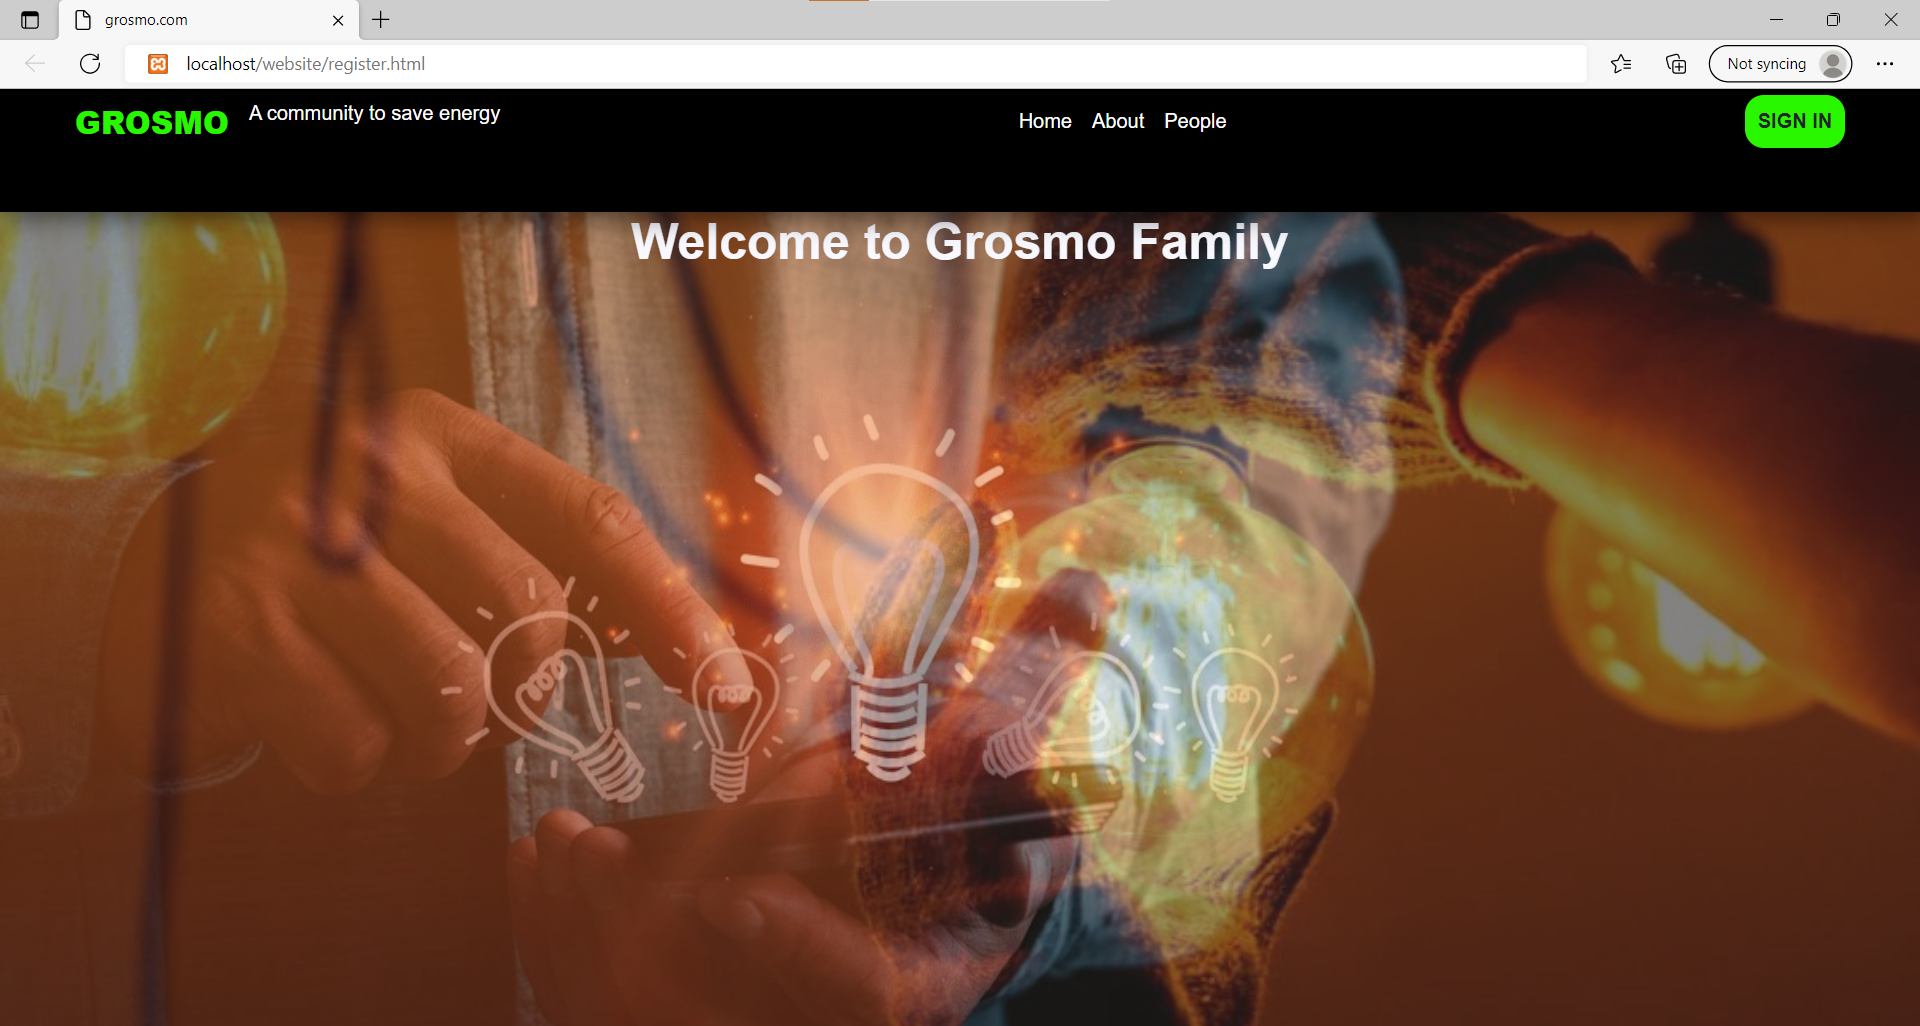 grosmo.com
localhost/website/register.html
Not syncing
GROSMO
A community to save energy
Home About People
SIGN IN
Welcome to Grosmo Family